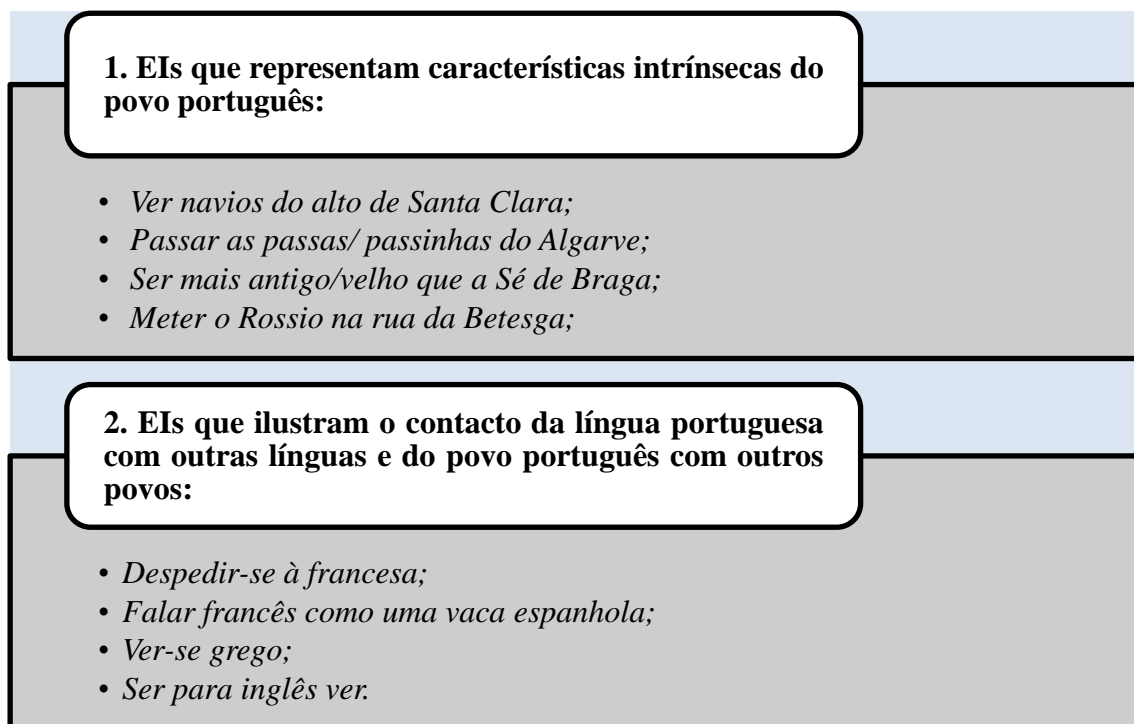 1. EIs que representam características intrínsecas do
povo português:
• Ver navios do alto de Santa Clara;
• Passar as passas/ passinhas do Algarve;
• Ser mais antigo/velho que a Sé de Braga;
• Meter o Rossio na rua da Betesga;
2. EIs que ilustram o contacto da língua portuguesa
com outras línguas e do povo português com outros
povos:
• Despedir-se à francesa;
• Falar francês como uma vaca espanhola;
• Ver-se grego;
• Ser para inglês ver.